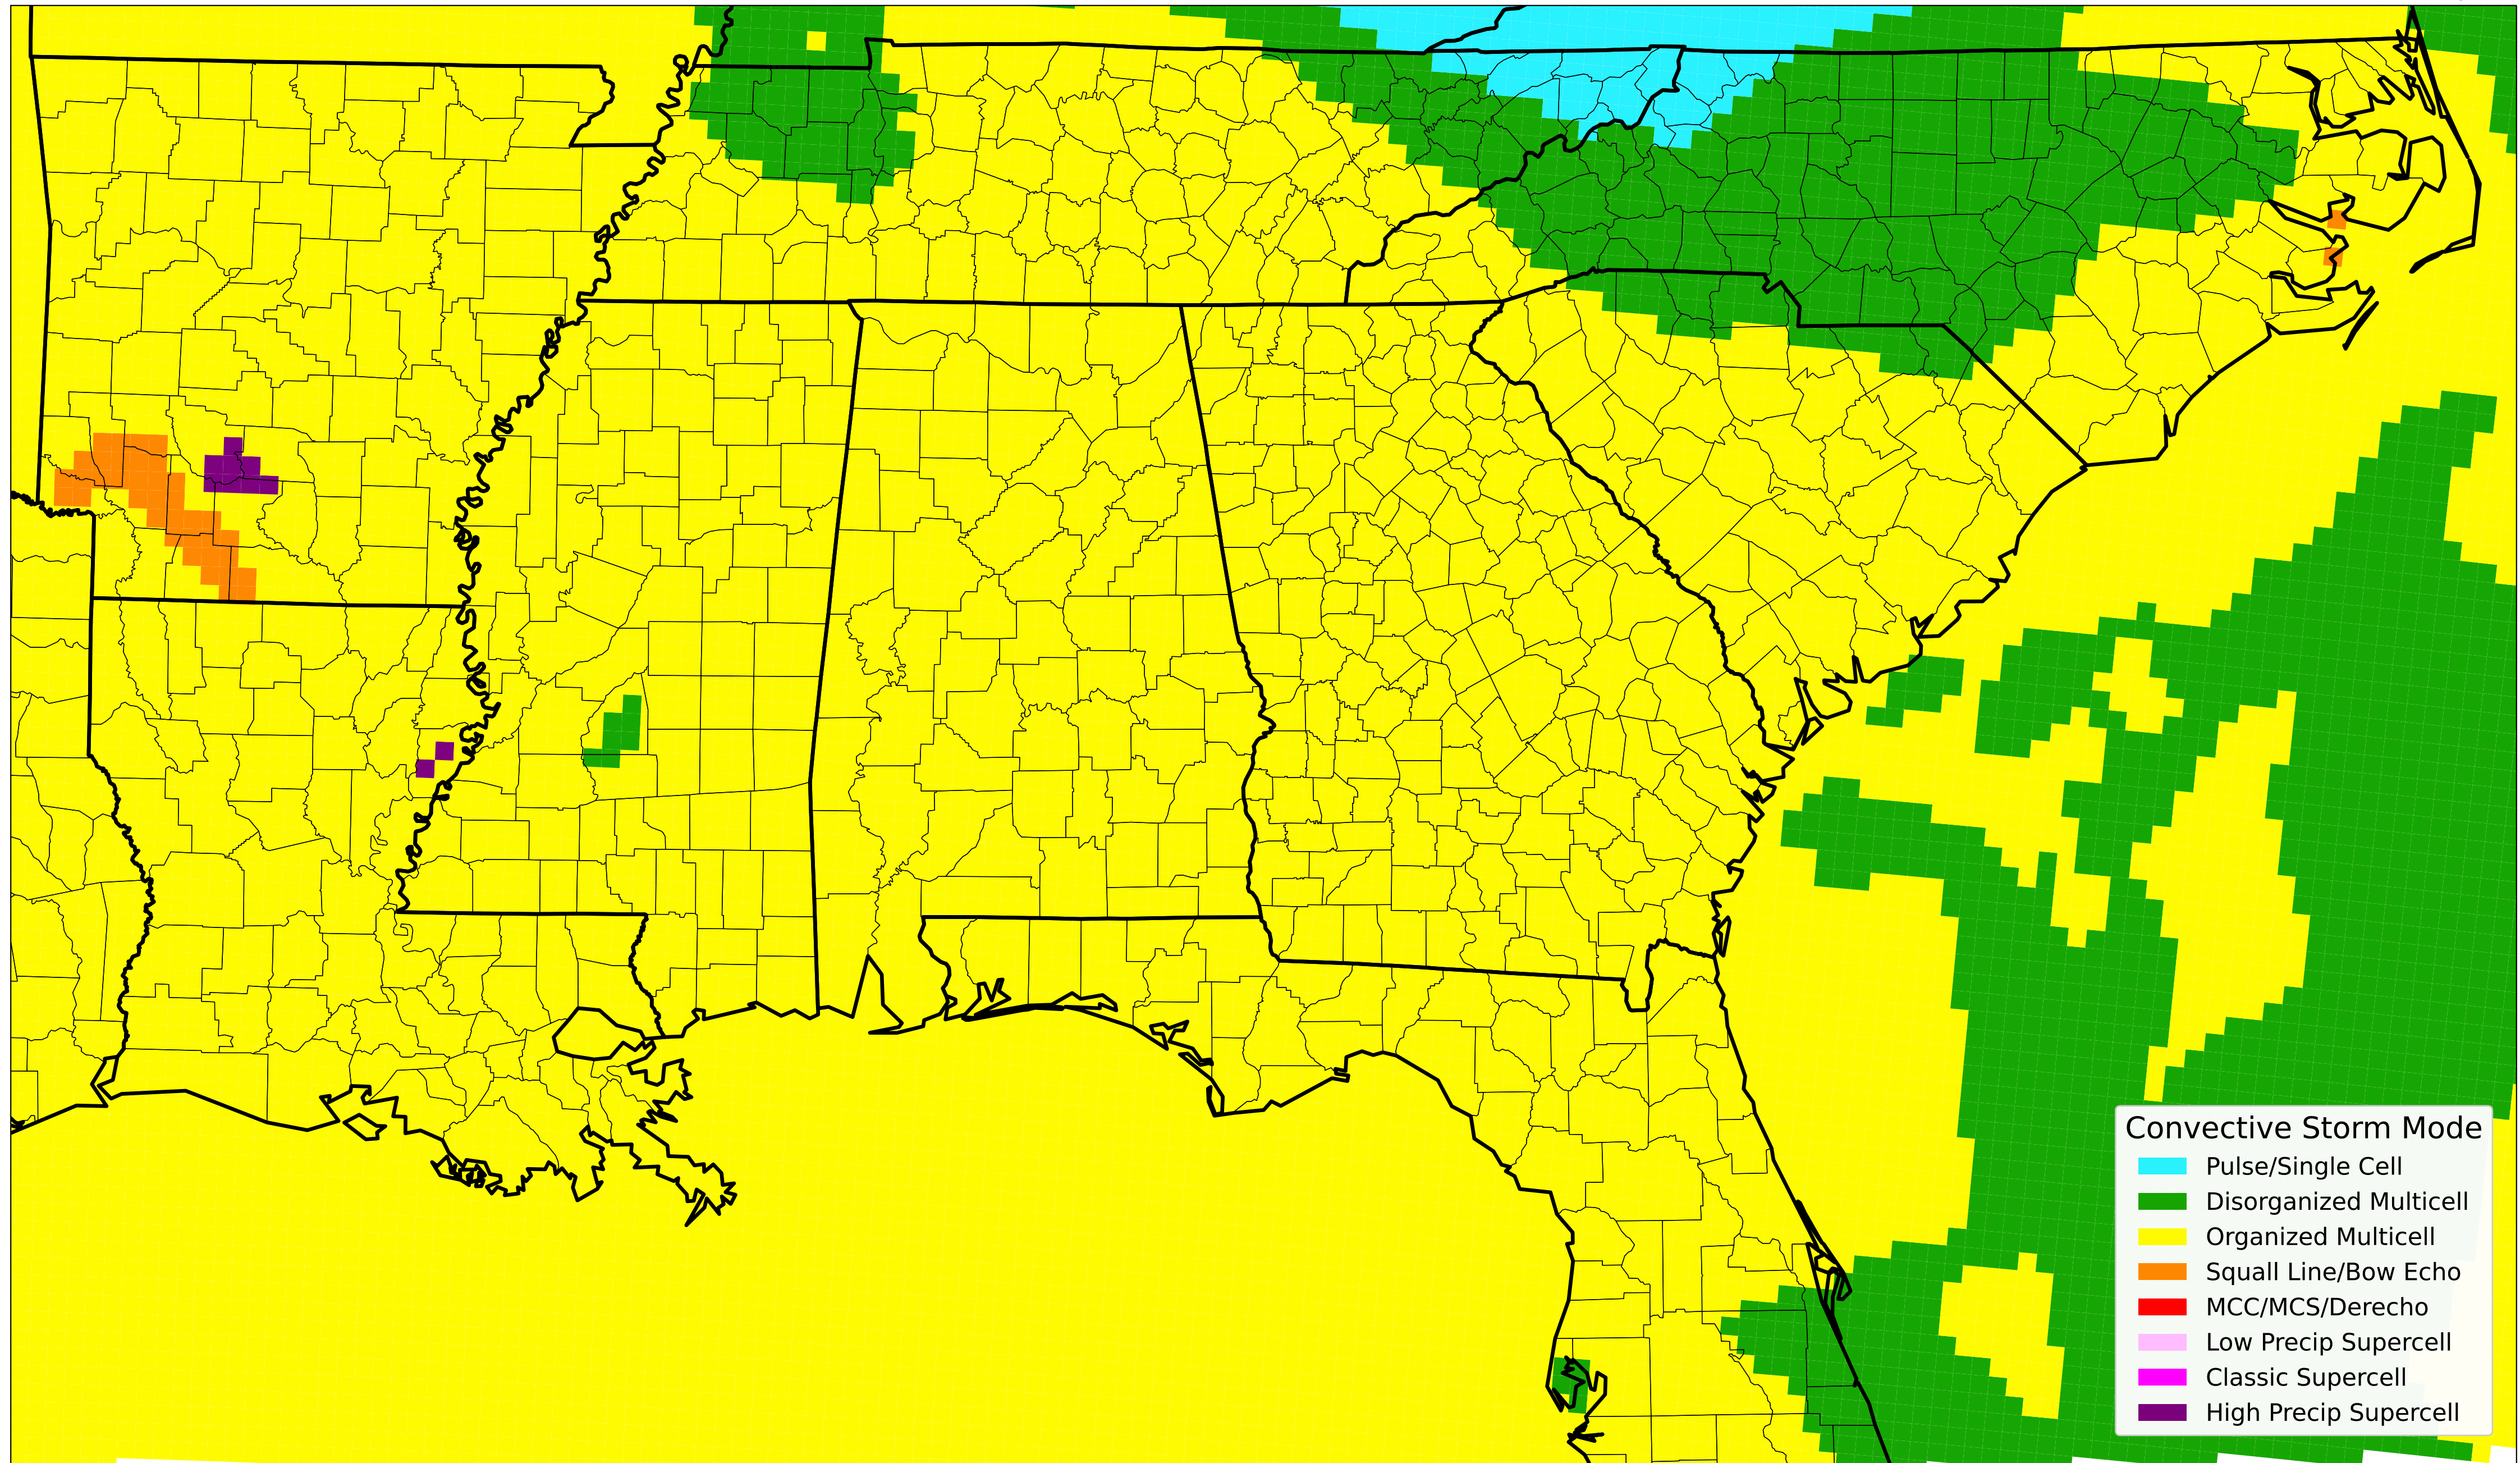 Convective Storm Mode
Pulse/Single Cell
Disorganized Multicell
Organized Multicell
Squall Line/Bow Echo
MCC/MCS/Derecho
Low Precip Supercell
Classic Supercell
High Precip Supercell